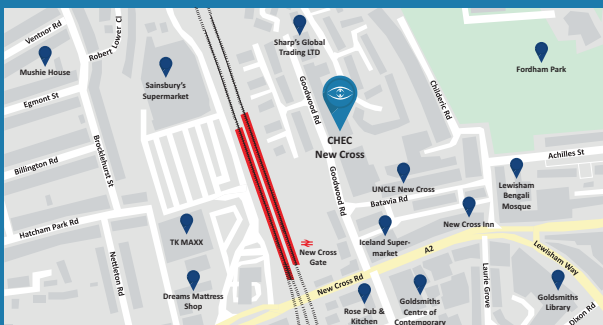 Ventnor Rd
Robert Lower Cl
Mushie House
Sainsbury's
Supermarket
Sharp's Global
Trading LTD
Fordham Park
Egmont St
Goodwood Rd
Childeric Rd
Brocklehurst St
CHEC
New Cross
Billington Rd
Achilles St
Goodwood Rd
UNCLE New Cross
Lewisham
Bengali
Mosque
Batavia Rd
Hatcham Park Rd
New Cross Inn
TK MAXX
Iceland Super-
market
A2
New Cross
Gate
Nettleton Rd
Lewisham Way
New Cross Rd
Laurie Grove
Dreams Mattress
Shop
Rose Pub &
Kitchen
Goldsmiths
Centre of
Contemporary
Goldsmiths
Library
Dixon Rd